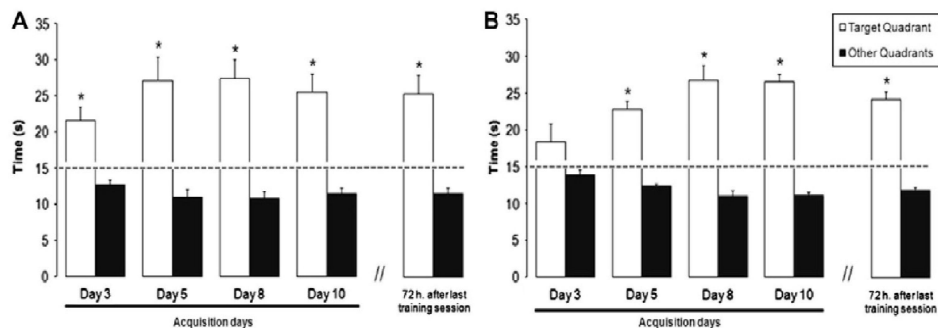 A
35
30
25
20
15
15
10
5
0
Time (s)
*
*
*
*
*
Day 3 Day 5 Day 8 Day 10
//
72 h. after last
training session
Acquisition days
B
35
30
25
20
15
15
10
5
0
Time (s)
*
*
*
*
Day 3 Day 5 Day 8 Day 10
//
72 h. after last
training session
Acquisition days
Target Quadrant
Other Quadrants